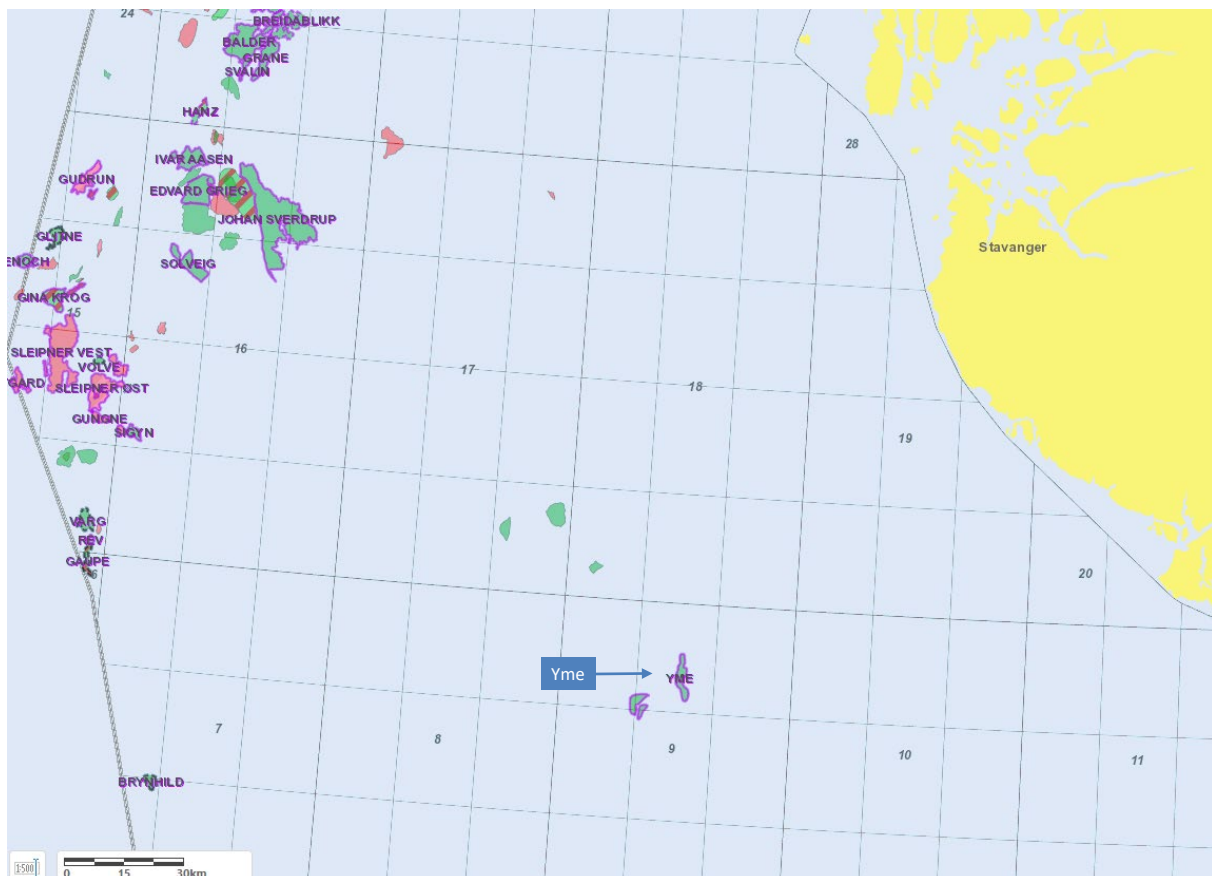 24
BREIDABLIKK
BALDER
GRANE
SVALIN
HANZ
28
IVAR AASEN
GUDRUN
EDVARD GRIEG
JOHAN SVERDRUP
GLITNE
Stavanger
ENOCH
SOLVEIG
GINA KROG
15
16
SLEIPNER VEST
VOLVE
17
18
GARD
SLEIPNER ØST
GUNGNE
SIGYN
19
VARG
REV
GAUPE
6
20
Yme
YME
7
8
9
10
11
BRYNHILD
0 15 30km